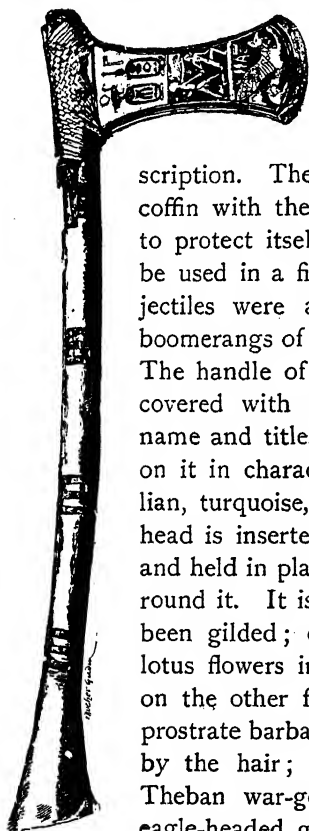 scription. The
coffin with the
to protect itsel
be used in a fi
jectiles were a
boomerangs of
The handle of
covered with
name and title
on it in charac
lian, turquoise,
head is inserte
and held in pla
round it. It is
been gilded;
lotus flowers in
on the other f
prostrate barba
by the hair;
Theban war-g
eagle-headed